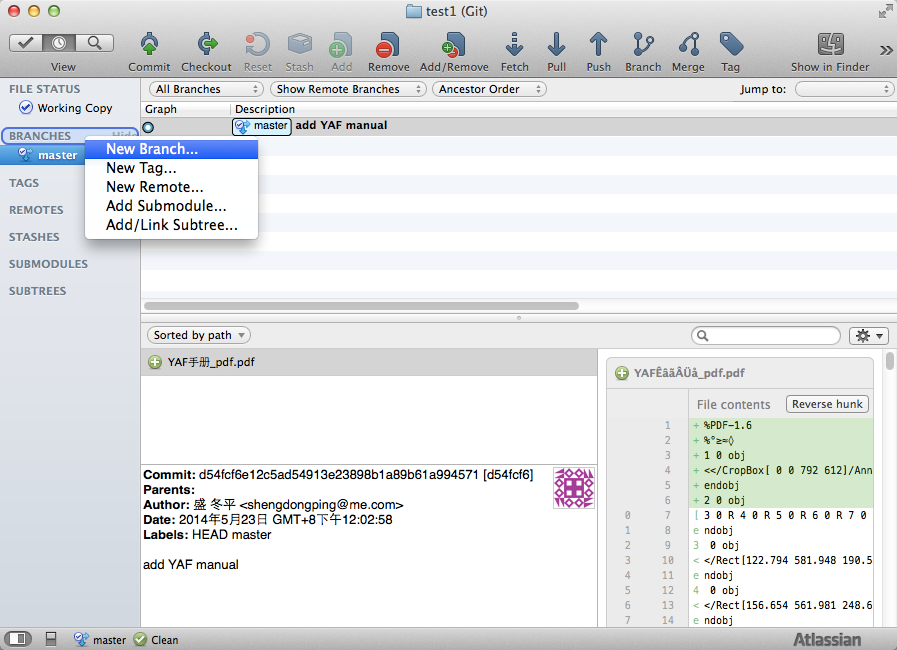 test1 (Git)
View Commit Checkout Reset Stash Add Remove Add/Remove Fetch Pull Push Branch Merge Tag Show in Finder
FILE STATUS
Working Copy
BRANCHES Hide
master
TAGS
REMOTES
STASHES
SUBMODULES
SUBTREES
New Branch...
New Tag...
New Remote...
Add Submodule...
Add/Link Subtree...
All Branches Show Remote Branches Ancestor Order Jump to:
Graph Description
master add YAF manual
Sorted by path
YAF手册_pdf.pdf
Commit: d54fcf6e12c5ad54913e23898b1a89b61a994571 [d54fcf6]
Parents:
Author: 盛 冬平 <shengdongping@me.com>
Date: 2014年5月23日 GMT+8下午12:02:58
Labels: HEAD master
add YAF manual
YAFÊâãÂÜå_pdf.pdf
File contents Reverse hunk
1 + %PDF-1.6
2 + %°≥≈◊
3 + 1 0 obj
4 + <</CropBox[ 0 0 792 612]/Ann
5 + endobj
6 + 2 0 obj
0 7 [ 3 0 R 4 0 R 5 0 R 6 0 R 7 0
1 8 e ndobj
2 9 3 0 obj
3 10 < </Rect[122.794 581.948 190.5
4 11 e ndobj
5 12 4 0 obj
6 13 < </Rect[156.654 561.981 248.6
7 14 e ndobj
master Clean
Atlassian